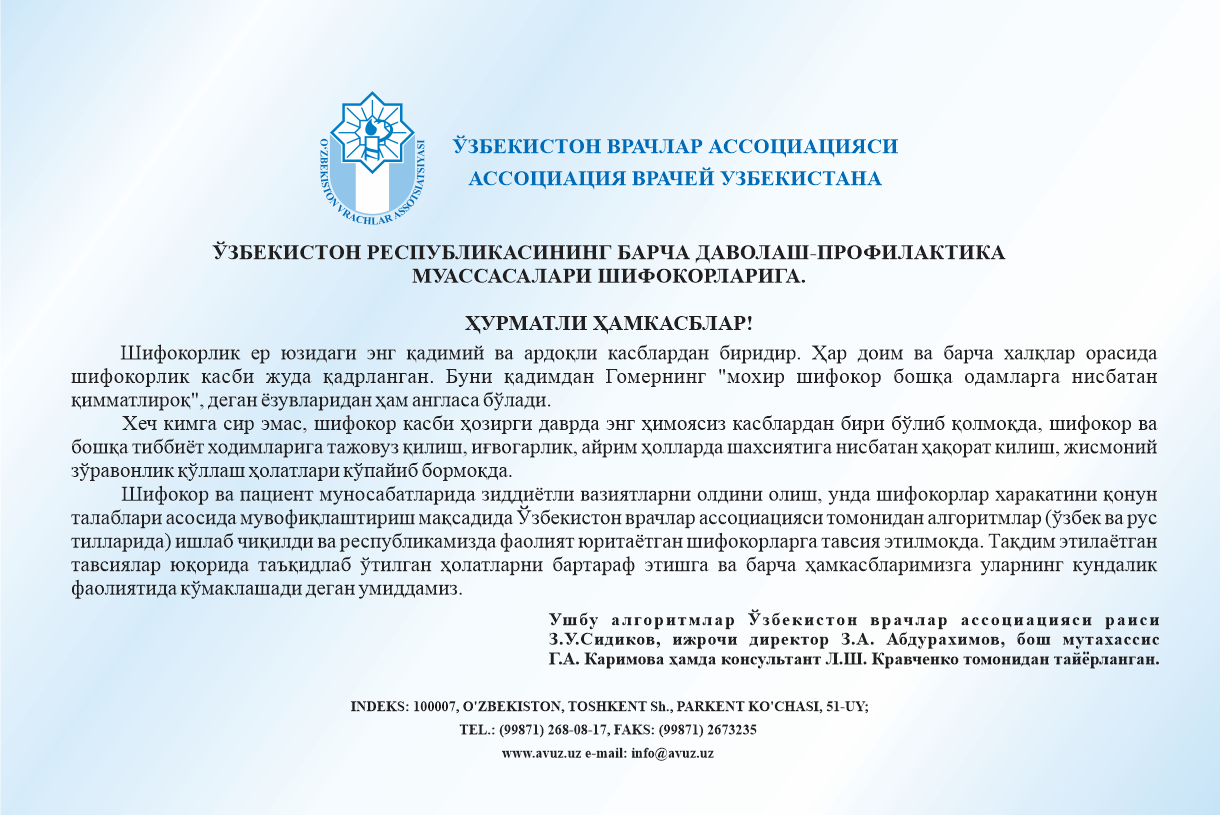 O'ZBEKISTON VRACHLAR ASSOTSIATSIYASI
ЎЗБЕКИСТОН ВРАЧЛАР АССОЦИАЦИЯСИ
АССОЦИАЦИЯ ВРАЧЕЙ УЗБЕКИСТАНА
ЎЗБЕКИСТОН РЕСПУБЛИКАСИНИНГ БАРЧА ДАВОЛАШ-ПРОФИЛАКТИКА
МУАССАСАЛАРИ ШИФОКОРЛАРИГА.
ҲУРМАТЛИ ҲАМКАСБЛАР!
Шифокорлик ер юзидаги энг қадимий ва ардоқли касблардан биридир. Ҳар доим ва барча халқлар орасида
шифокорлик касби жуда қадрланган. Буни қадимдан Гомернинг "мохир шифокор бошқа одамларга нисбатан
қимматлироқ", деган ёзувларидан ҳам англаса бўлади.
Хеч кимга сир эмас, шифокор касби ҳозирги даврда энг ҳимоясиз касблардан бири бўлиб қолмоқда, шифокор ва
бошқа тиббиёт ходимларига тажовуз қилиш, иғвогарлик, айрим ҳолларда шахсиятига нисбатан ҳақорат килиш, жисмоний
зўравонлик қўллаш ҳолатлари кўпайиб бормоқда.
Шифокор ва пациент муносабатларида зиддиётли вазиятларни олдини олиш, унда шифокорлар харакатини қонун
талаблари асосида мувофиқлаштириш мақсадида Ўзбекистон врачлар ассоциацияси томонидан алгоритмлар (ўзбек ва рус
тилларида) ишлаб чиқилди ва республикамизда фаолият юритаётган шифокорларга тавсия этилмоқда. Тақдим этилаётган
тавсиялар юқорида таъқидлаб ўтилган ҳолатларни бартараф этишга ва барча ҳамкасбларимизга уларнинг кундалик
фаолиятида кўмаклашади деган умиддамиз.
Ушбу алгоритмлар Ўзбекистон врачлар ассоциацияси раиси
З.У.Сидиков, ижрочи директор З.А. Абдурахимов, бош мутахассис
Г.А. Каримова ҳамда консультант Л.Ш. Кравченко томонидан тайёрланган.
INDEKS: 100007, O'ZBEKISTON, TOSHKENT Sh., PARKENT KO'CHASI, 51-UY;
TEL.: (99871) 268-08-17, FAKS: (99871) 2673235
www.avuz.uz e-mail: info@avuz.uz